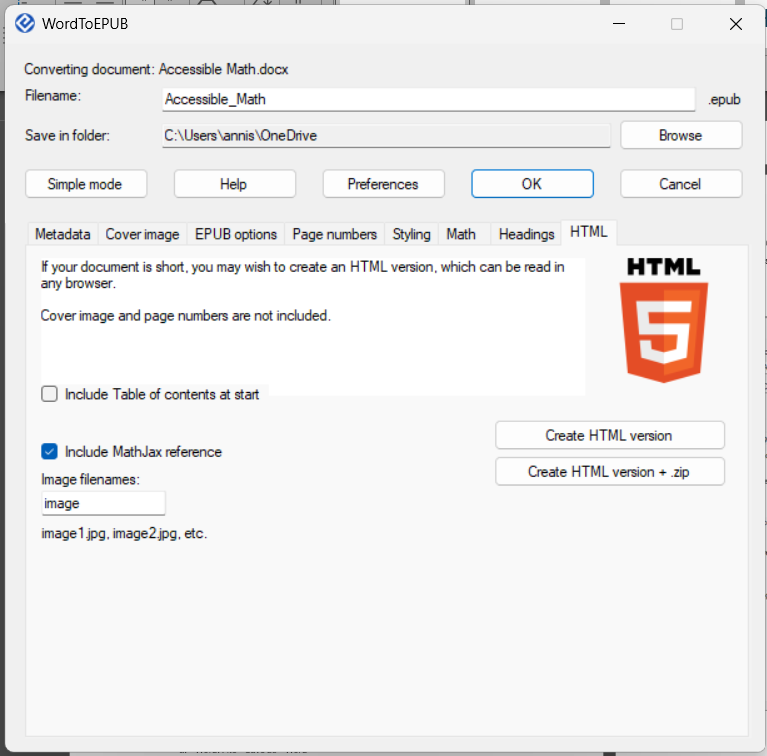 WordToEPUB
Converting document: Accessible Math.docx
Filename:
Accessible_Math
.epub
Save in folder:
C:\Users\annis\OneDrive
Browse
Simple mode
Help
Preferences
OK
Cancel
Metadata
Cover image
EPUB options
Page numbers
Styling
Math
Headings
HTML
If your document is short, you may wish to create an HTML version, which can be read in
any browser.
Cover image and page numbers are not included.
HTML
5
Include Table of contents at start
Include MathJax reference
Create HTML version
Create HTML version + .zip
Image filenames:
image
image1.jpg, image2.jpg, etc.